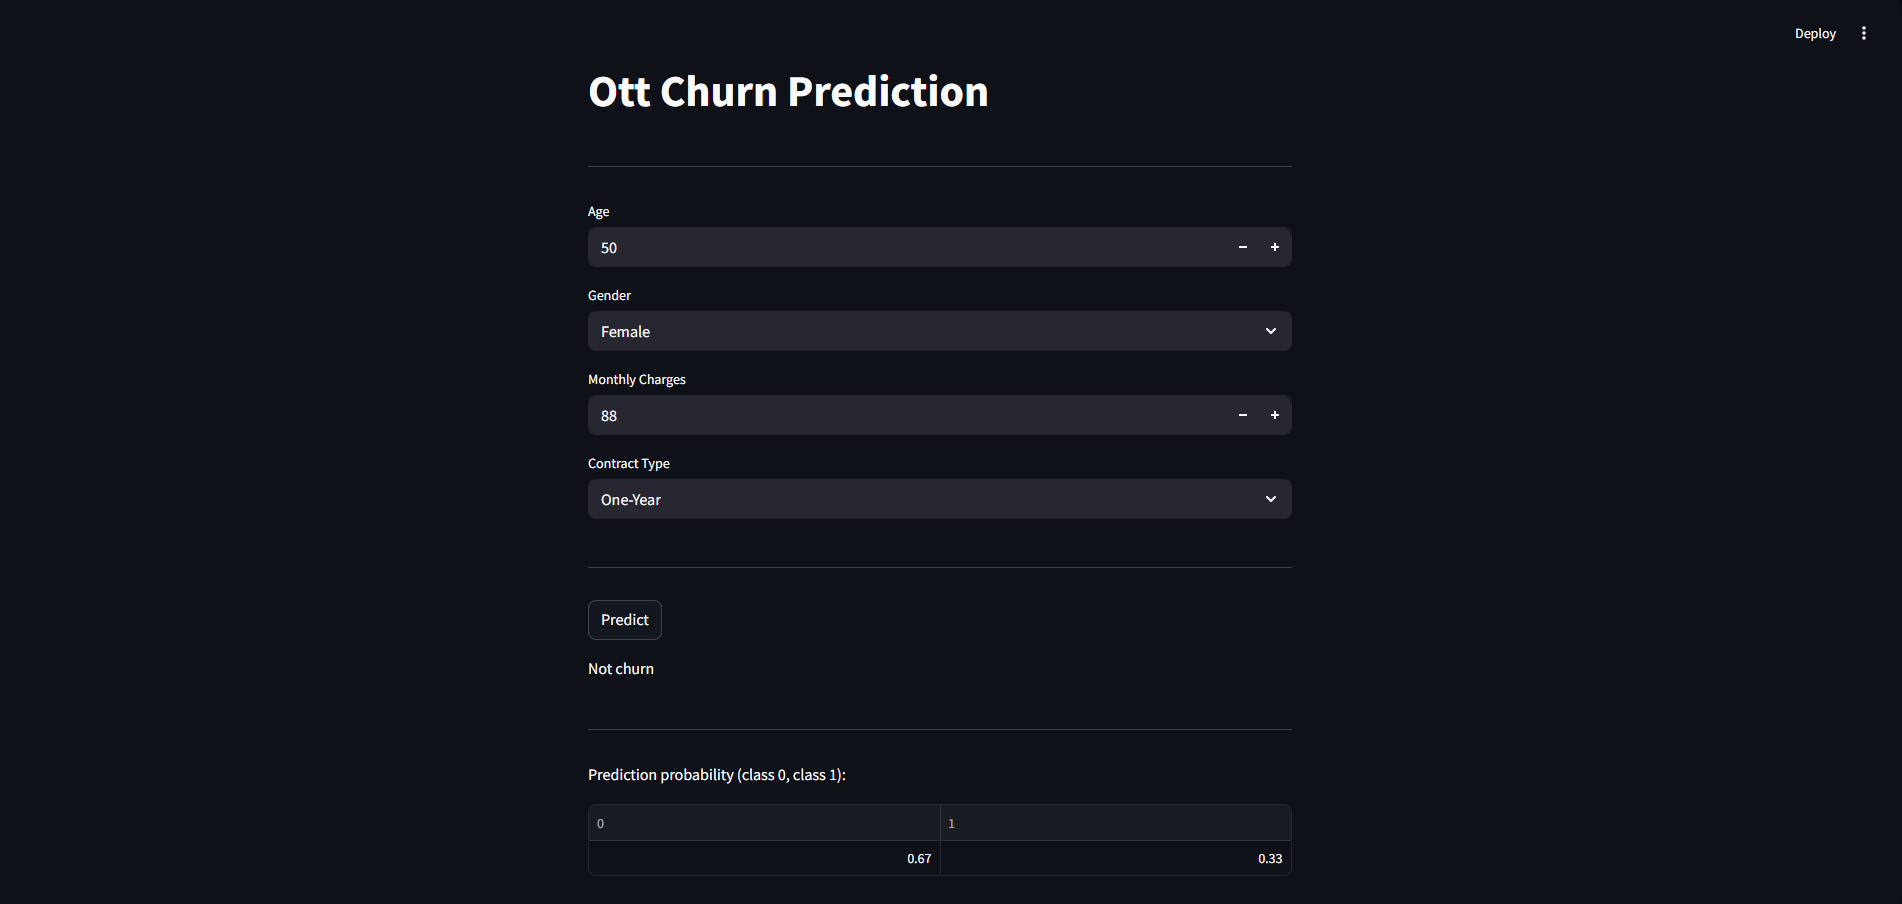 Deploy
Ott Churn Prediction
Age
50
Gender
Female
Monthly Charges
88
Contract Type
One-Year
Predict
Not churn
Prediction probability (class 0, class 1):
0 1
0.67 0.33